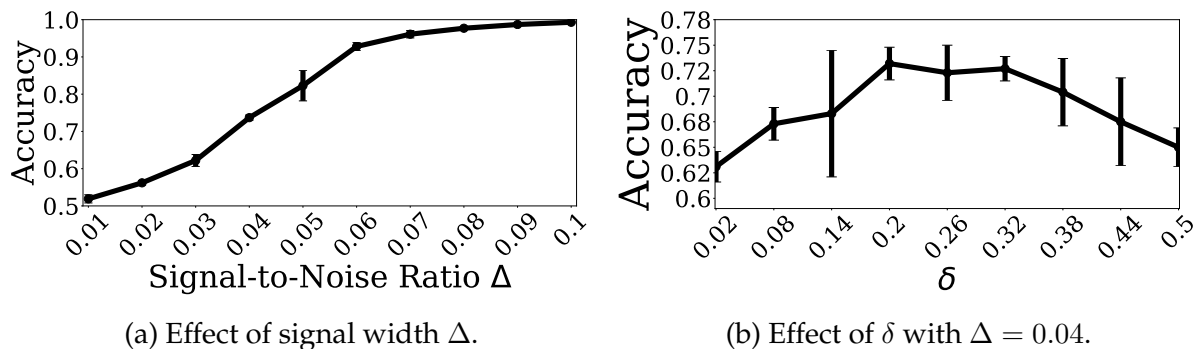 Accuracy
1.0
0.9
0.8
0.7
0.6
0.5
0.01 0.02 0.03 0.04 0.05 0.06 0.07 0.08 0.09 0.1
Signal-to-Noise Ratio Δ
(a) Effect of signal width Δ.
Accuracy
0.78
0.75
0.72
0.7
0.68
0.65
0.62
0.6
0.02 0.08 0.14 0.2 0.26 0.32 0.38 0.44 0.5
δ
(b) Effect of δ with Δ = 0.04.